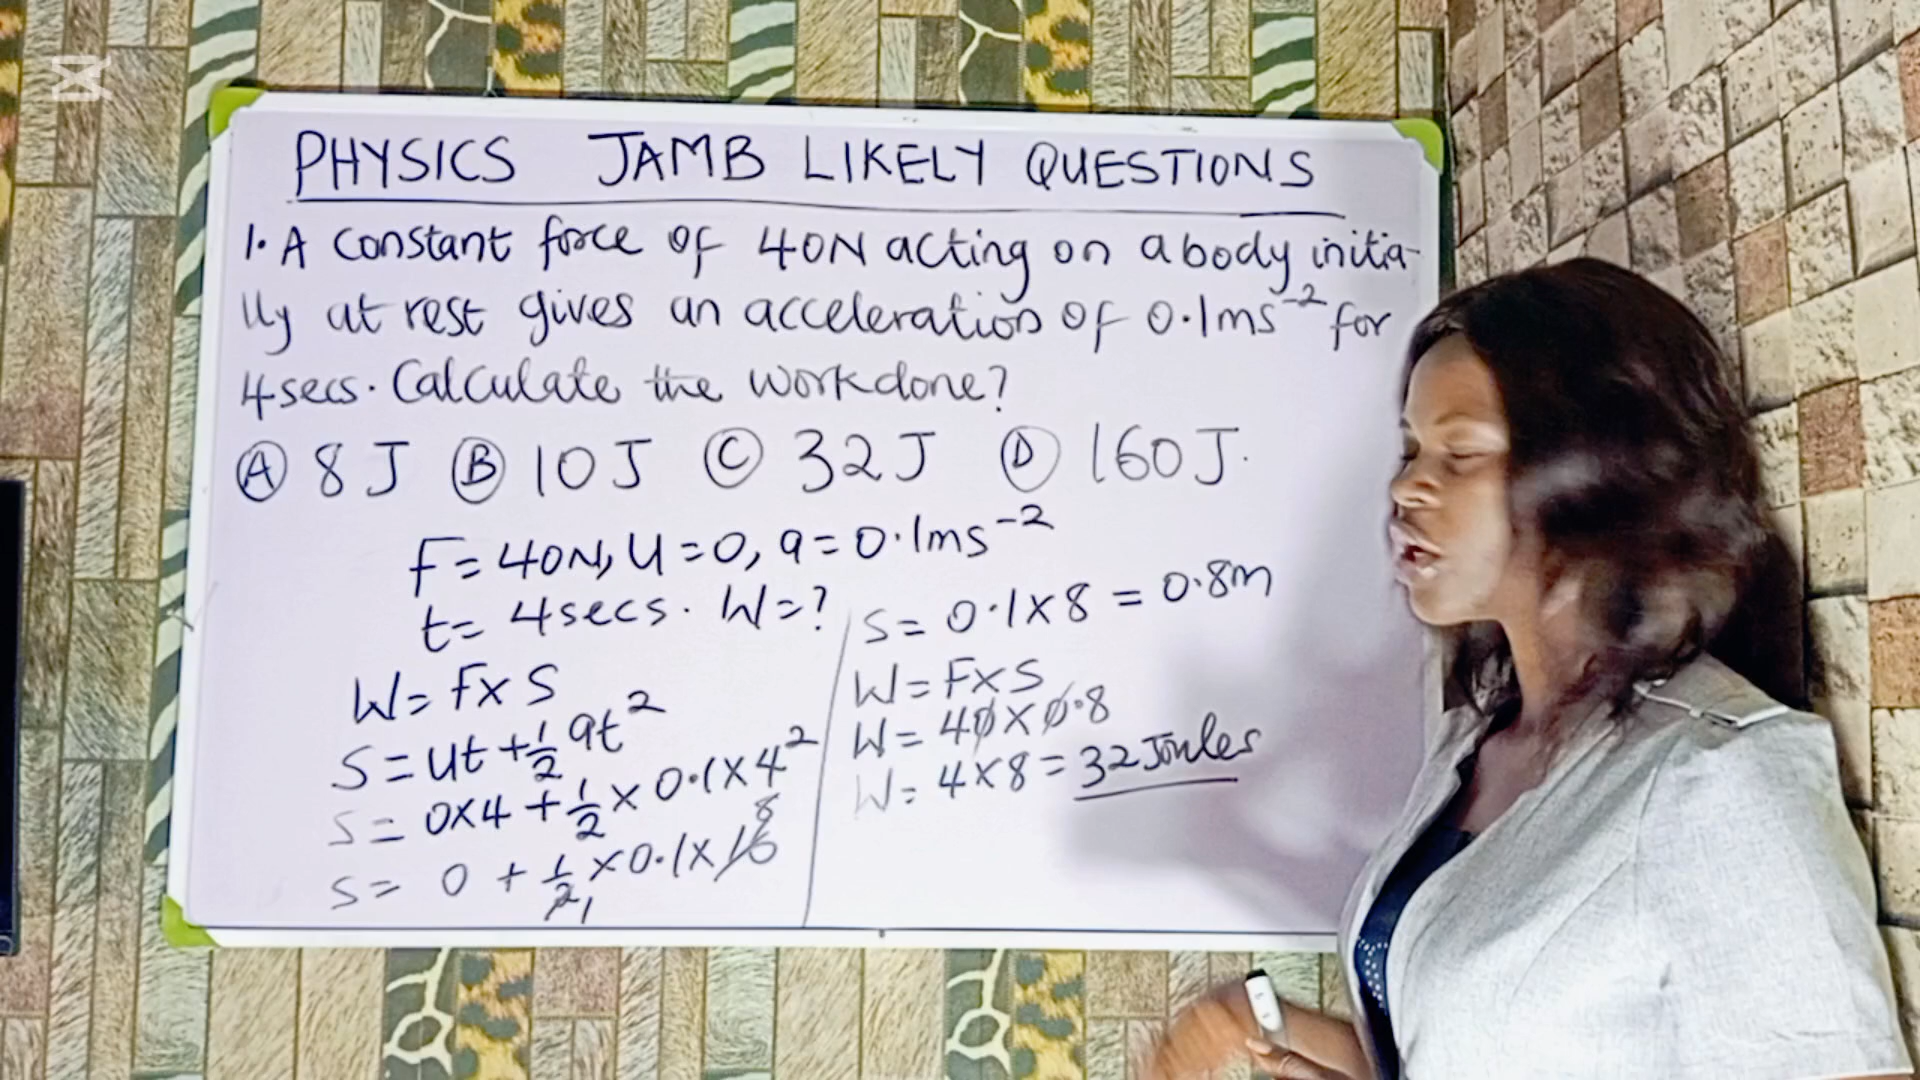 PHYSICS JAMB LIKELY QUESTIONS
1. A constant force of 40N acting on a body initia-
lly at rest gives an acceleration of 0.1ms⁻² for
4secs. Calculate the workdone?
Ⓐ 8J Ⓑ 10J Ⓒ 32J Ⓓ 160J.
F=40N, U=0, a=0.1ms⁻²
t= 4secs. W=?
W= F×S
S=ut+½at²
S= 0×4+½×0.1×4²
S= 0+½×0.1×16
8
1
S= 0.1×8 = 0.8m
W=F×S
W= 40×0.8
W= 4×8=32Joules